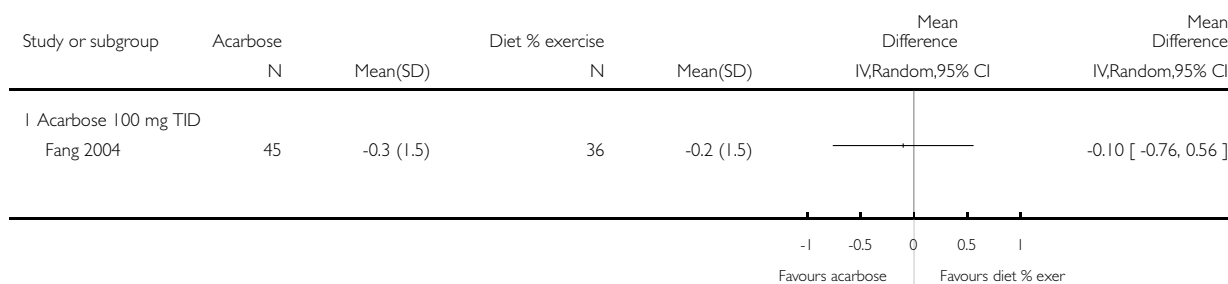 Study or subgroup Acarbose Diet % exercise Mean Difference Mean Difference
N Mean(SD) N Mean(SD) IV,Random,95% CI IV,Random,95% CI
1 Acarbose 100 mg TID
Fang 2004 45 -0.3 (1.5) 36 -0.2 (1.5) -0.10 [ -0.76, 0.56 ]
-1 -0.5 0 0.5 1
Favours acarbose Favours diet % exer